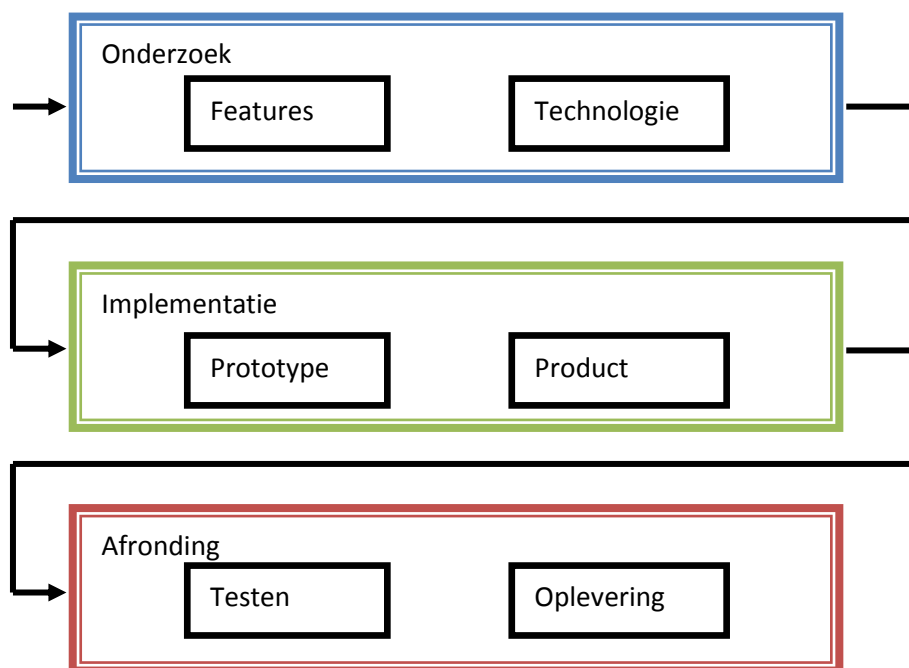 Onderzoek
Features
Technologie
Implementatie
Prototype
Product
Afronding
Testen
Oplevering